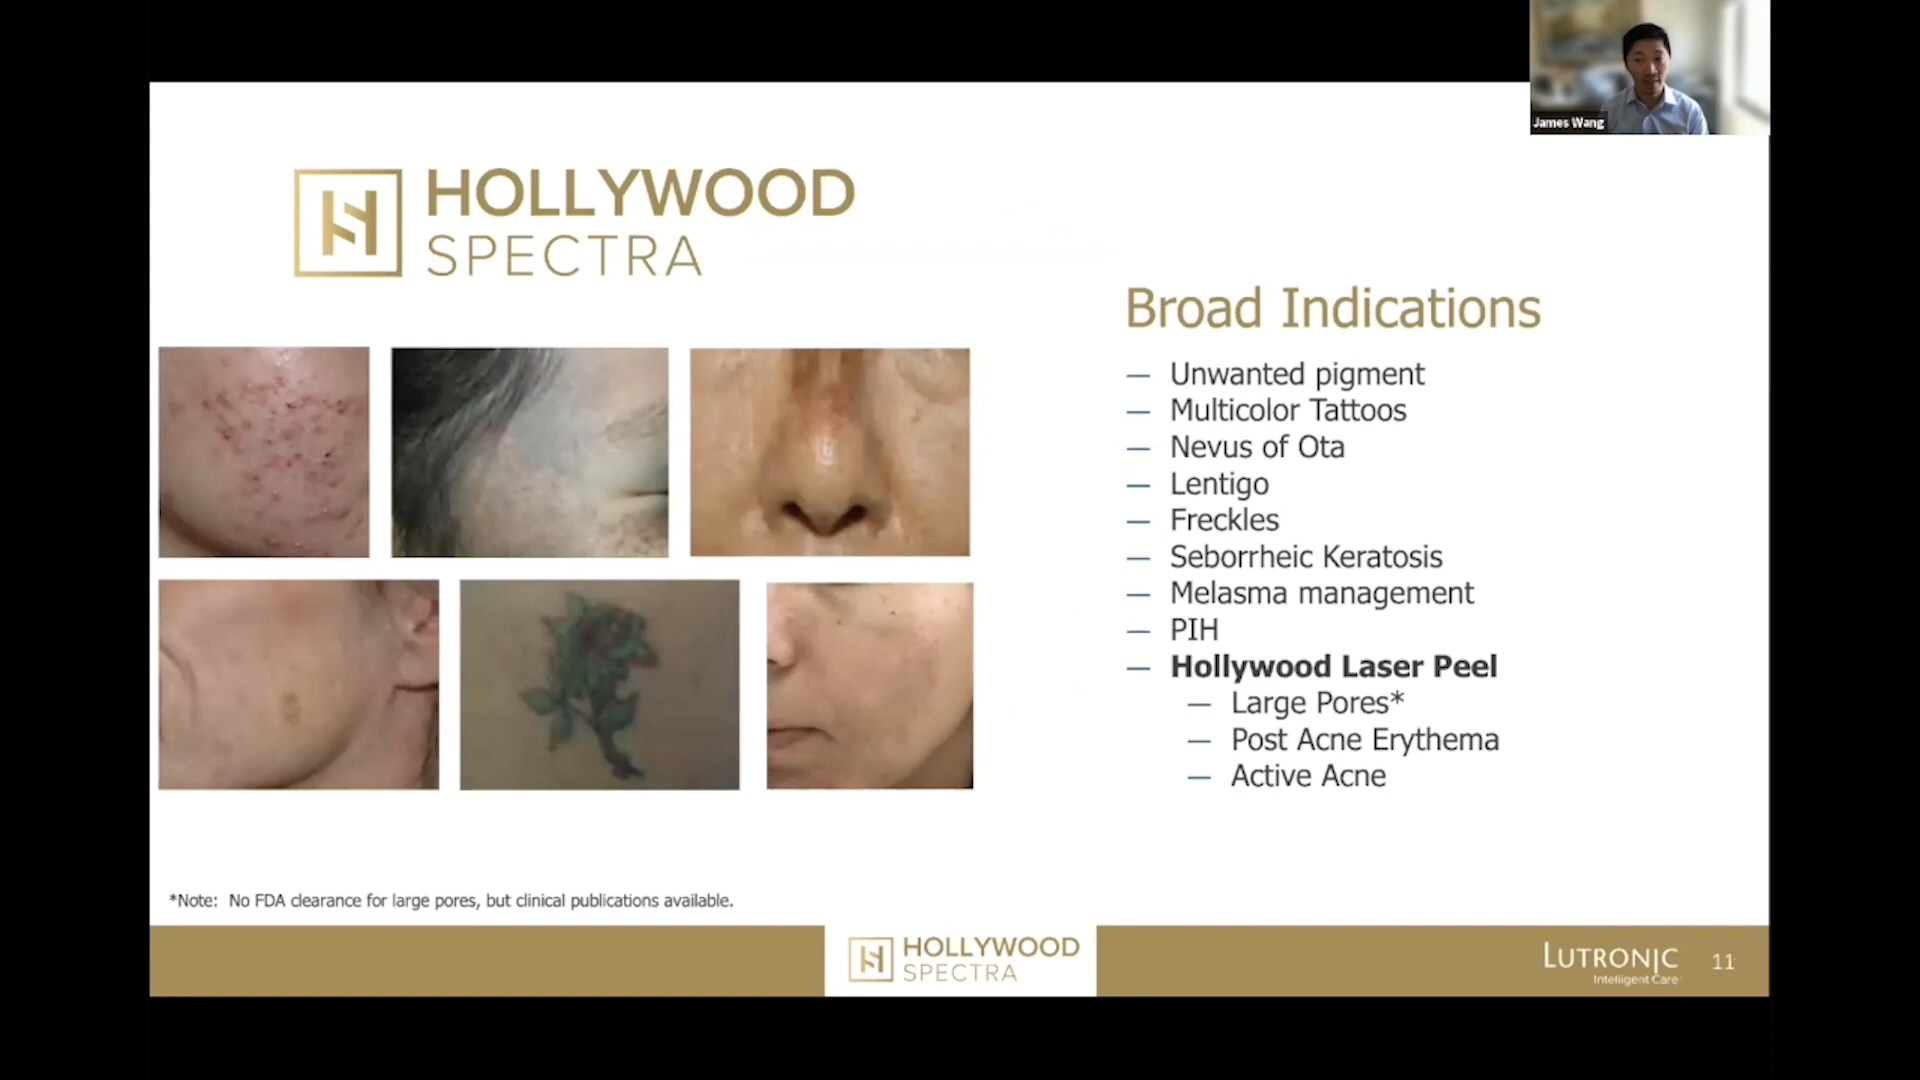 James Wang
HOLLYWOOD
SPECTRA
Broad Indications
— Unwanted pigment
— Multicolor Tattoos
— Nevus of Ota
— Lentigo
— Freckles
— Seborrheic Keratosis
— Melasma management
— PIH
— Hollywood Laser Peel
— Large Pores*
— Post Acne Erythema
— Active Acne
*Note: No FDA clearance for large pores, but clinical publications available.
HOLLYWOOD
SPECTRA
LUTRONIC
Intelligent Care
11